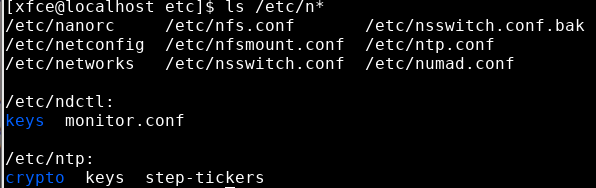 [xfce@localhost etc]$ ls /etc/n*
/etc/nanorc /etc/nfs.conf /etc/nsswitch.conf.bak
/etc/netconfig /etc/nfsmount.conf /etc/ntp.conf
/etc/networks /etc/nsswitch.conf /etc/numad.conf
/etc/ndctl:
keys monitor.conf
/etc/ntp:
crypto keys step-tickers